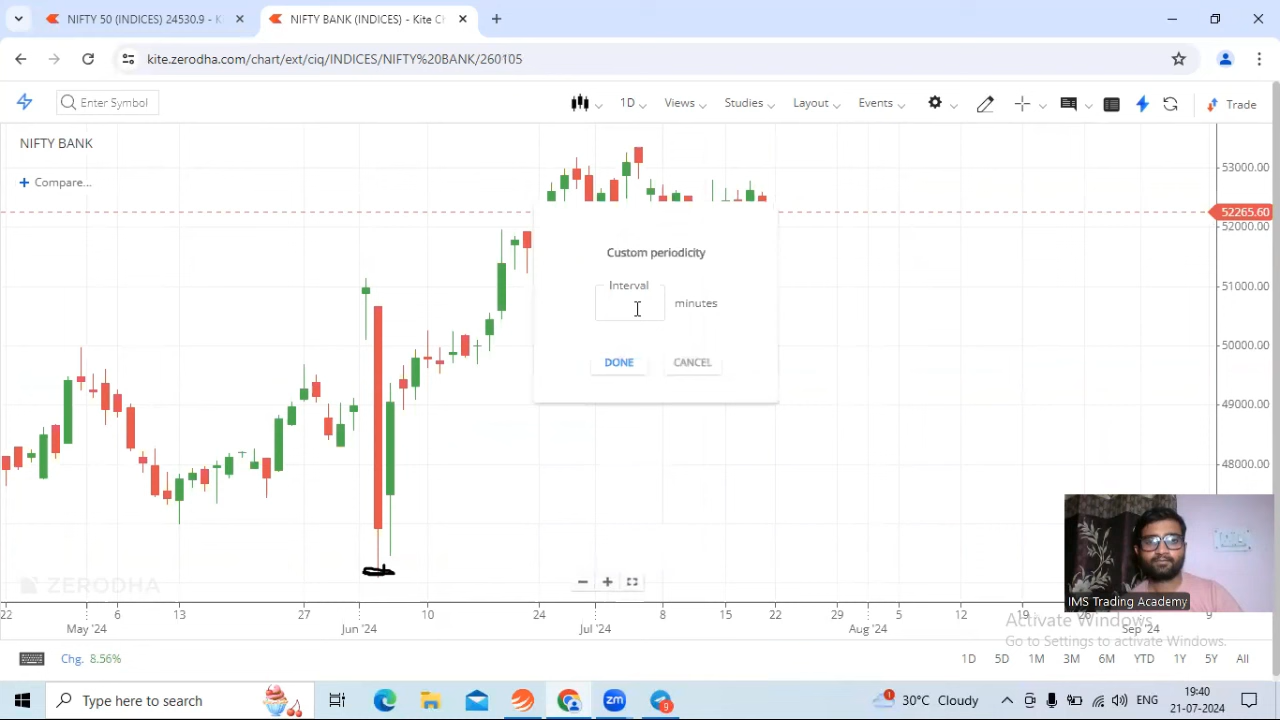 NIFTY 50 (INDICES) 24530.9 - K
NIFTY BANK (INDICES) - Kite C
kite.zerodha.com/chart/ext/ciq/INDICES/NIFTY%20BANK/260105
Enter Symbol
1D
Views
Studies
Layout
Events
Trade
NIFTY BANK
Compare...
53000.00
52265.60
52000.00
51000.00
50000.00
49000.00
48000.00
Custom periodicity
Interval
minutes
DONE
CANCEL
ZERODHA
IMS Trading Academy
22 6 13 27 10 24 8 15 22 29 5 12 19 26 9
May '24 Jun '24 Jul '24 Aug '24 Sep '24
Activate Windows
Go to Settings to activate Windows.
Chg. 8.56%
1D 5D 1M 3M 6M YTD 1Y 5Y All
Type here to search
zm
9
1
30°C Cloudy
ENG
19:40
21-07-2024